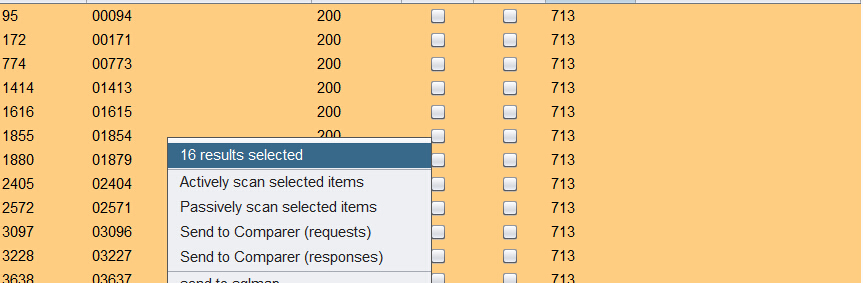 95 00094 200 713
172 00171 200 713
774 00773 200 713
1414 01413 200 713
1616 01615 200 713
1855 01854 200 713
16 results selected
1880 01879 713
Actively scan selected items
2405 02404 713
Passively scan selected items
2572 02571 713
Send to Comparer (requests)
3097 03096 713
Send to Comparer (responses)
3228 03227 713
send to sqlmap
3638 03637 713